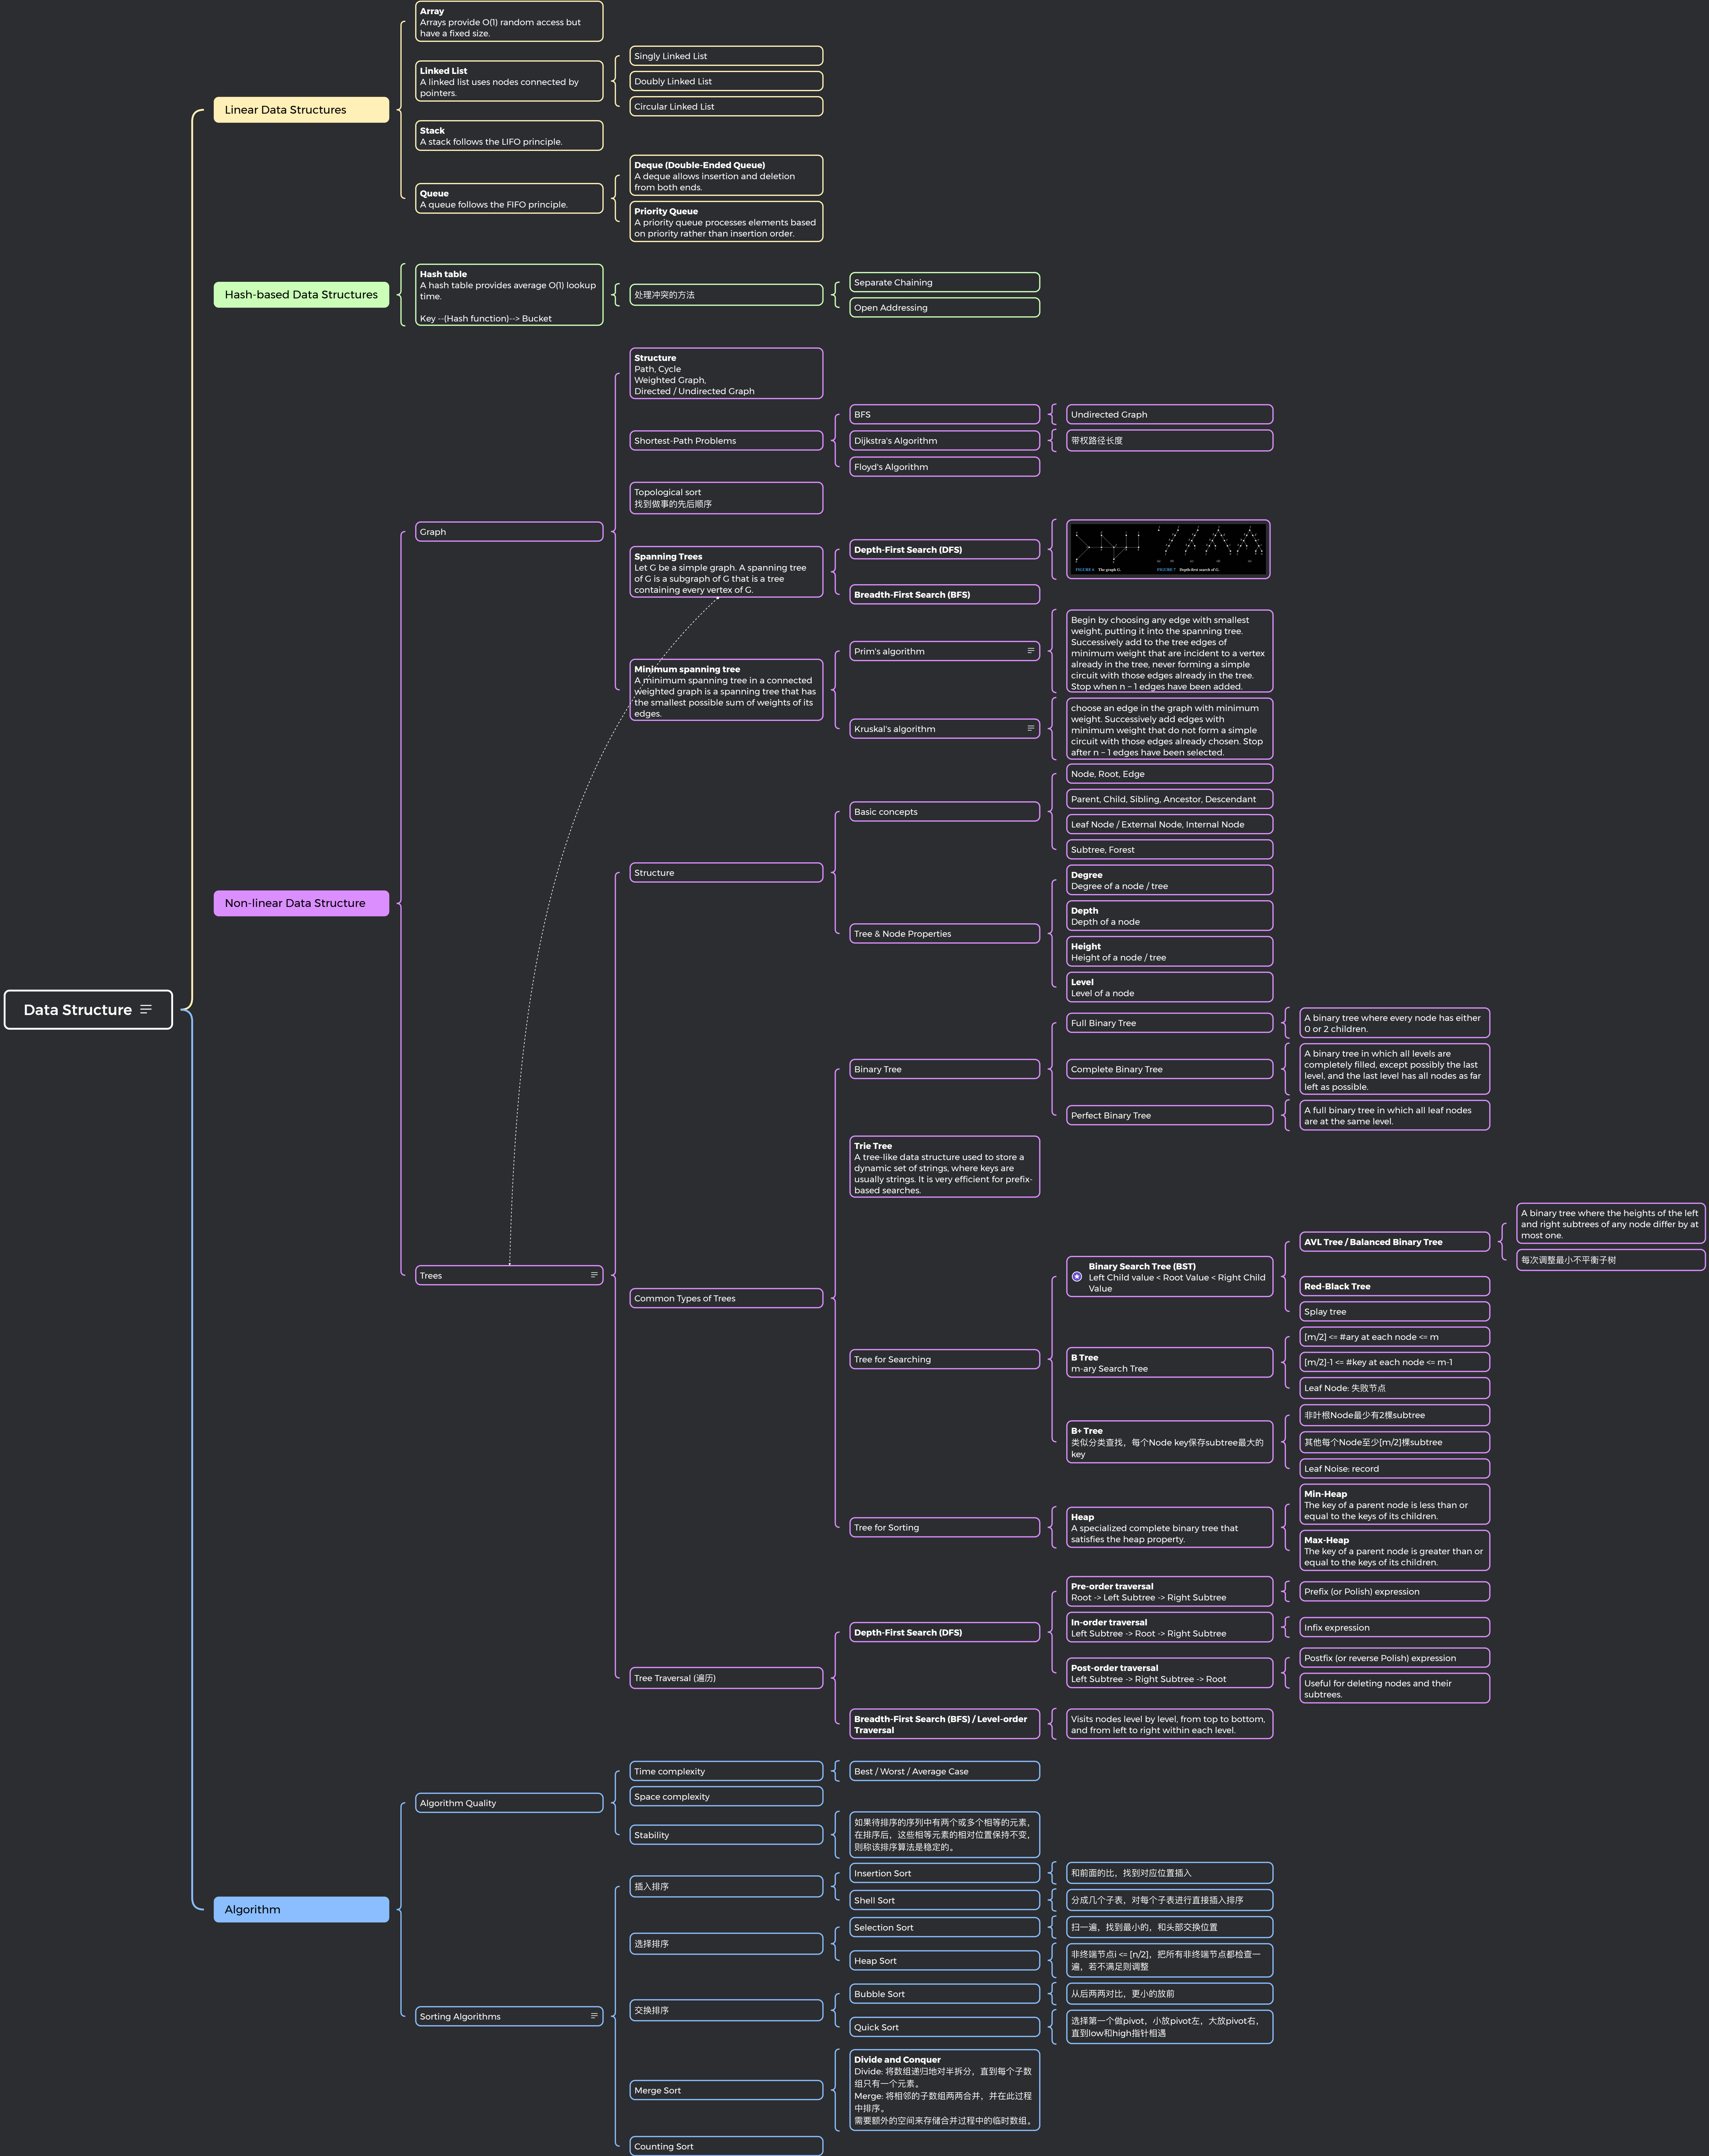 Data Structure
Linear Data Structures
Array
Arrays provide O(1) random access but
have a fixed size.
Linked List
A linked list uses nodes connected by
pointers.
Singly Linked List
Doubly Linked List
Circular Linked List
Stack
A stack follows the LIFO principle.
Queue
A queue follows the FIFO principle.
Deque (Double-Ended Queue)
A deque allows insertion and deletion
from both ends.
Priority Queue
A priority queue processes elements based
on priority rather than insertion order.
Hash-based Data Structures
Hash table
A hash table provides average O(1) lookup
time.
Key --(Hash function)--> Bucket
处理冲突的方法
Separate Chaining
Open Addressing
Non-linear Data Structure
Graph
Structure
Path, Cycle
Weighted Graph,
Directed / Undirected Graph
Shortest-Path Problems
BFS
Undirected Graph
Dijkstra's Algorithm
带权路径长度
Floyd's Algorithm
Topological sort
找到做事的先后顺序
Spanning Trees
Let G be a simple graph. A spanning tree
of G is a subgraph of G that is a tree
containing every vertex of G.
Depth-First Search (DFS)
FIGURE 6 The graph G.
FIGURE 7 Depth-first search of G.
Breadth-First Search (BFS)
Minimum spanning tree
A minimum spanning tree in a connected
weighted graph is a spanning tree that has
the smallest possible sum of weights of its
edges.
Prim's algorithm
Begin by choosing any edge with smallest
weight, putting it into the spanning tree.
Successively add to the tree edges of
minimum weight that are incident to a vertex
already in the tree, never forming a simple
circuit with those edges already in the tree.
Stop when n − 1 edges have been added.
Kruskal's algorithm
choose an edge in the graph with minimum
weight. Successively add edges with
minimum weight that do not form a simple
circuit with those edges already chosen. Stop
after n − 1 edges have been selected.
Trees
Structure
Basic concepts
Node, Root, Edge
Parent, Child, Sibling, Ancestor, Descendant
Leaf Node / External Node, Internal Node
Subtree, Forest
Tree & Node Properties
Degree
Degree of a node / tree
Depth
Depth of a node
Height
Height of a node / tree
Level
Level of a node
Common Types of Trees
Binary Tree
Full Binary Tree
A binary tree where every node has either
0 or 2 children.
Complete Binary Tree
A binary tree in which all levels are
completely filled, except possibly the last
level, and the last level has all nodes as far
left as possible.
Perfect Binary Tree
A full binary tree in which all leaf nodes
are at the same level.
Trie Tree
A tree-like data structure used to store a
dynamic set of strings, where keys are
usually strings. It is very efficient for prefix-
based searches.
Tree for Searching
Binary Search Tree (BST)
Left Child value < Root Value < Right Child
Value
AVL Tree / Balanced Binary Tree
A binary tree where the heights of the left
and right subtrees of any node differ by at
most one.
每次调整最小不平衡子树
Red-Black Tree
Splay tree
B Tree
m-ary Search Tree
[m/2] <= #ary at each node <= m
[m/2]-1 <= #key at each node <= m-1
Leaf Node: 失败节点
B+ Tree
类似分类查找，每个Node key保存subtree最大的
key
非叶根Node最少有2棵subtree
其他每个Node至少[m/2]棵subtree
Leaf Noise: record
Tree for Sorting
Heap
A specialized complete binary tree that
satisfies the heap property.
Min-Heap
The key of a parent node is less than or
equal to the keys of its children.
Max-Heap
The key of a parent node is greater than or
equal to the keys of its children.
Tree Traversal (遍历)
Depth-First Search (DFS)
Pre-order traversal
Root -> Left Subtree -> Right Subtree
Prefix (or Polish) expression
In-order traversal
Left Subtree -> Root -> Right Subtree
Infix expression
Post-order traversal
Left Subtree -> Right Subtree -> Root
Postfix (or reverse Polish) expression
Useful for deleting nodes and their
subtrees.
Breadth-First Search (BFS) / Level-order
Traversal
Visits nodes level by level, from top to bottom,
and from left to right within each level.
Algorithm
Algorithm Quality
Time complexity
Best / Worst / Average Case
Space complexity
Stability
如果待排序的序列中有两个或多个相等的元素，
在排序后，这些相等元素的相对位置保持不变，
则称该排序算法是稳定的。
Sorting Algorithms
插入排序
Insertion Sort
和前面的比，找到对应位置插入
Shell Sort
分成几个子表，对每个子表进行直接插入排序
选择排序
Selection Sort
扫一遍，找到最小的，和头部交换位置
Heap Sort
非终端节点i <= [n/2]，把所有非终端节点都检查一
遍，若不满足则调整
交换排序
Bubble Sort
从后两两对比，更小的放前
Quick Sort
选择第一个做pivot，小放pivot左，大放pivot右，
直到low和high指针相遇
Merge Sort
Divide and Conquer
Divide: 将数组递归地对半拆分，直到每个子数
组只有一个元素。
Merge: 将相邻的子数组两两合并，并在此过程
中排序。
需要额外的空间来存储合并过程中的临时数组。
Counting Sort